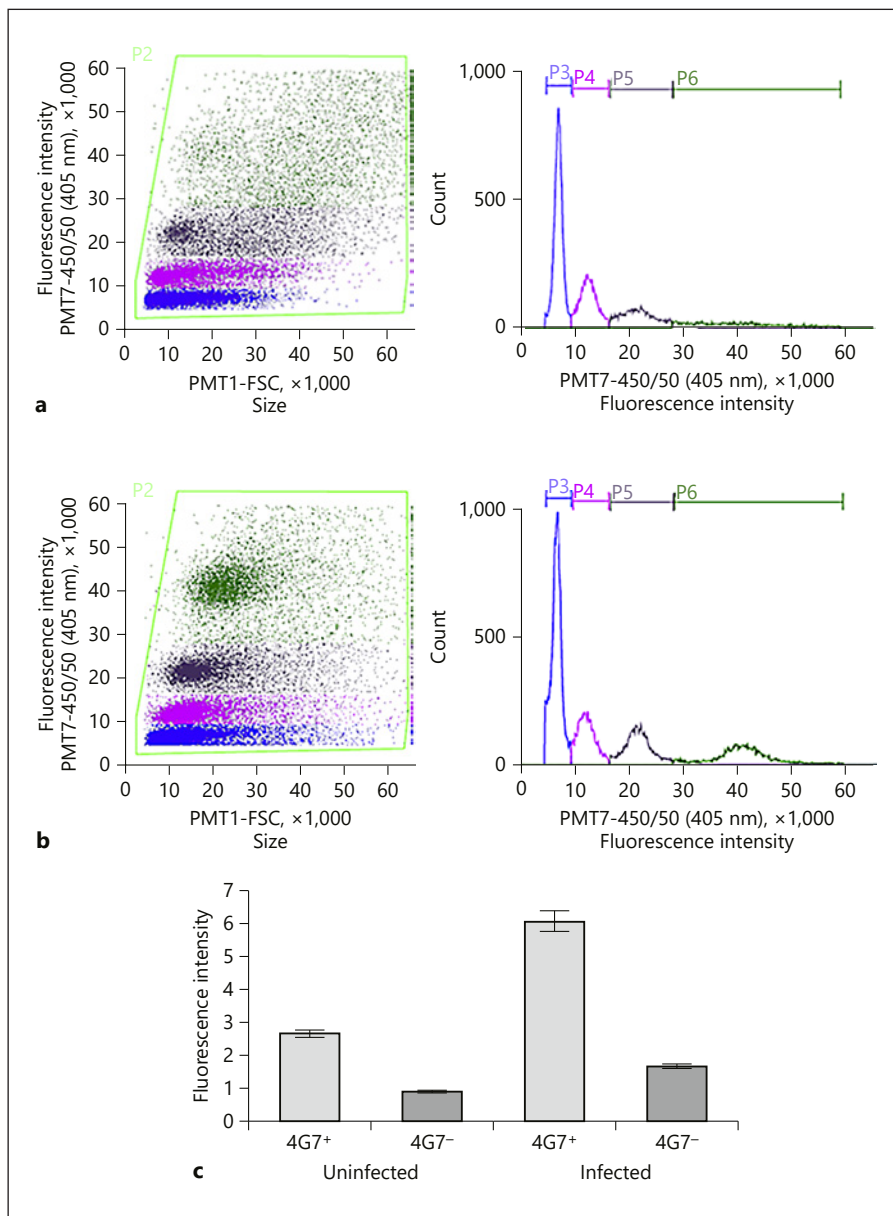 P2
60
50
40
30
20
10
0
Fluorescence intensity
PMT7-450/50 (405 nm), ×1,000
0 10 20 30 40 50 60
PMT1-FSC, ×1,000
Size
a
P3 P4 P5 P6
1,000
500
0
Count
0 10 20 30 40 50 60
PMT7-450/50 (405 nm), ×1,000
Fluorescence intensity
P2
60
50
40
30
20
10
0
Fluorescence intensity
PMT7-450/50 (405 nm), ×1,000
0 10 20 30 40 50 60
PMT1-FSC, ×1,000
Size
b
P3 P4 P5 P6
1,000
500
0
Count
0 10 20 30 40 50 60
PMT7-450/50 (405 nm), ×1,000
Fluorescence intensity
7
6
5
4
3
2
1
0
Fluorescence intensity
4G7⁺ 4G7⁻ 4G7⁺ 4G7⁻
Uninfected Infected
c